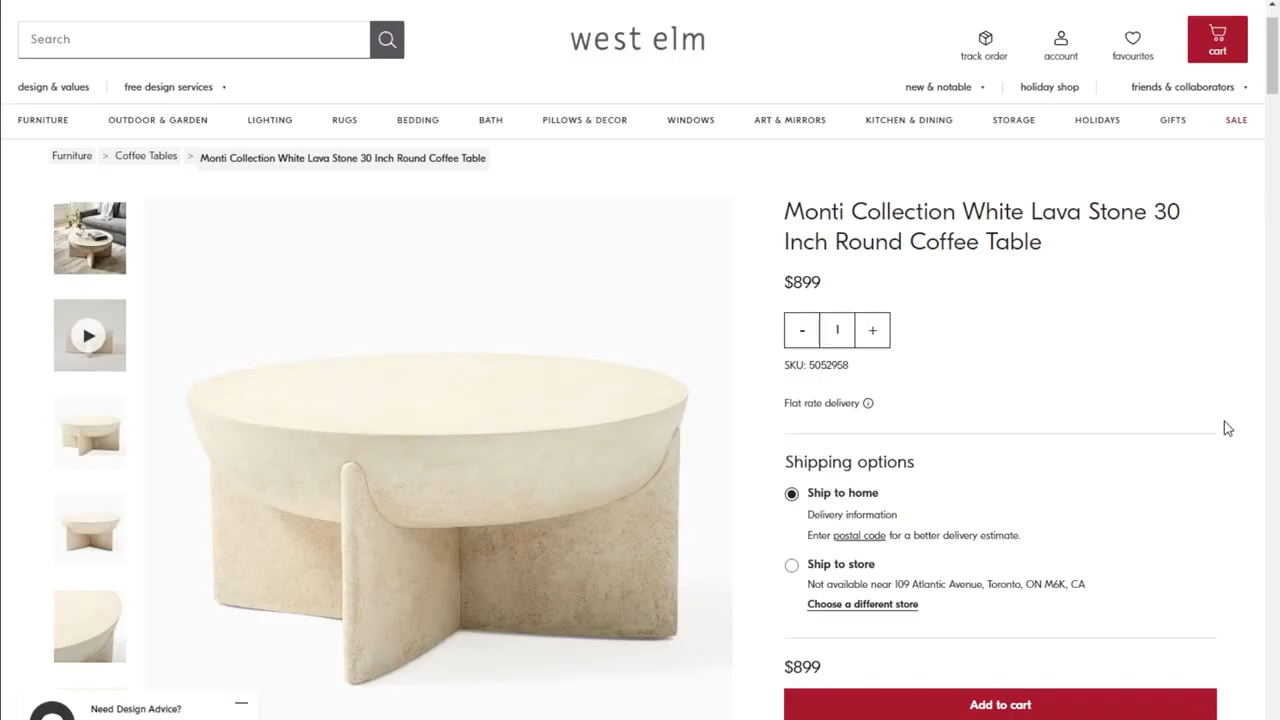 Search
west elm
track order
account
favourites
cart
design & values
free design services
new & notable
holiday shop
friends & collaborators
FURNITURE
OUTDOOR & GARDEN
LIGHTING
RUGS
BEDDING
BATH
PILLOWS & DECOR
WINDOWS
ART & MIRRORS
KITCHEN & DINING
STORAGE
HOLIDAYS
GIFTS
SALE
Furniture > Coffee Tables > Monti Collection White Lava Stone 30 Inch Round Coffee Table
Monti Collection White Lava Stone 30
Inch Round Coffee Table
$899
- 1 +
SKU: 5052958
Flat rate delivery
Shipping options
Ship to home
Delivery information
Enter postal code for a better delivery estimate.
Ship to store
Not available near 109 Atlantic Avenue, Toronto, ON M6K, CA
Choose a different store
$899
Add to cart
Need Design Advice?